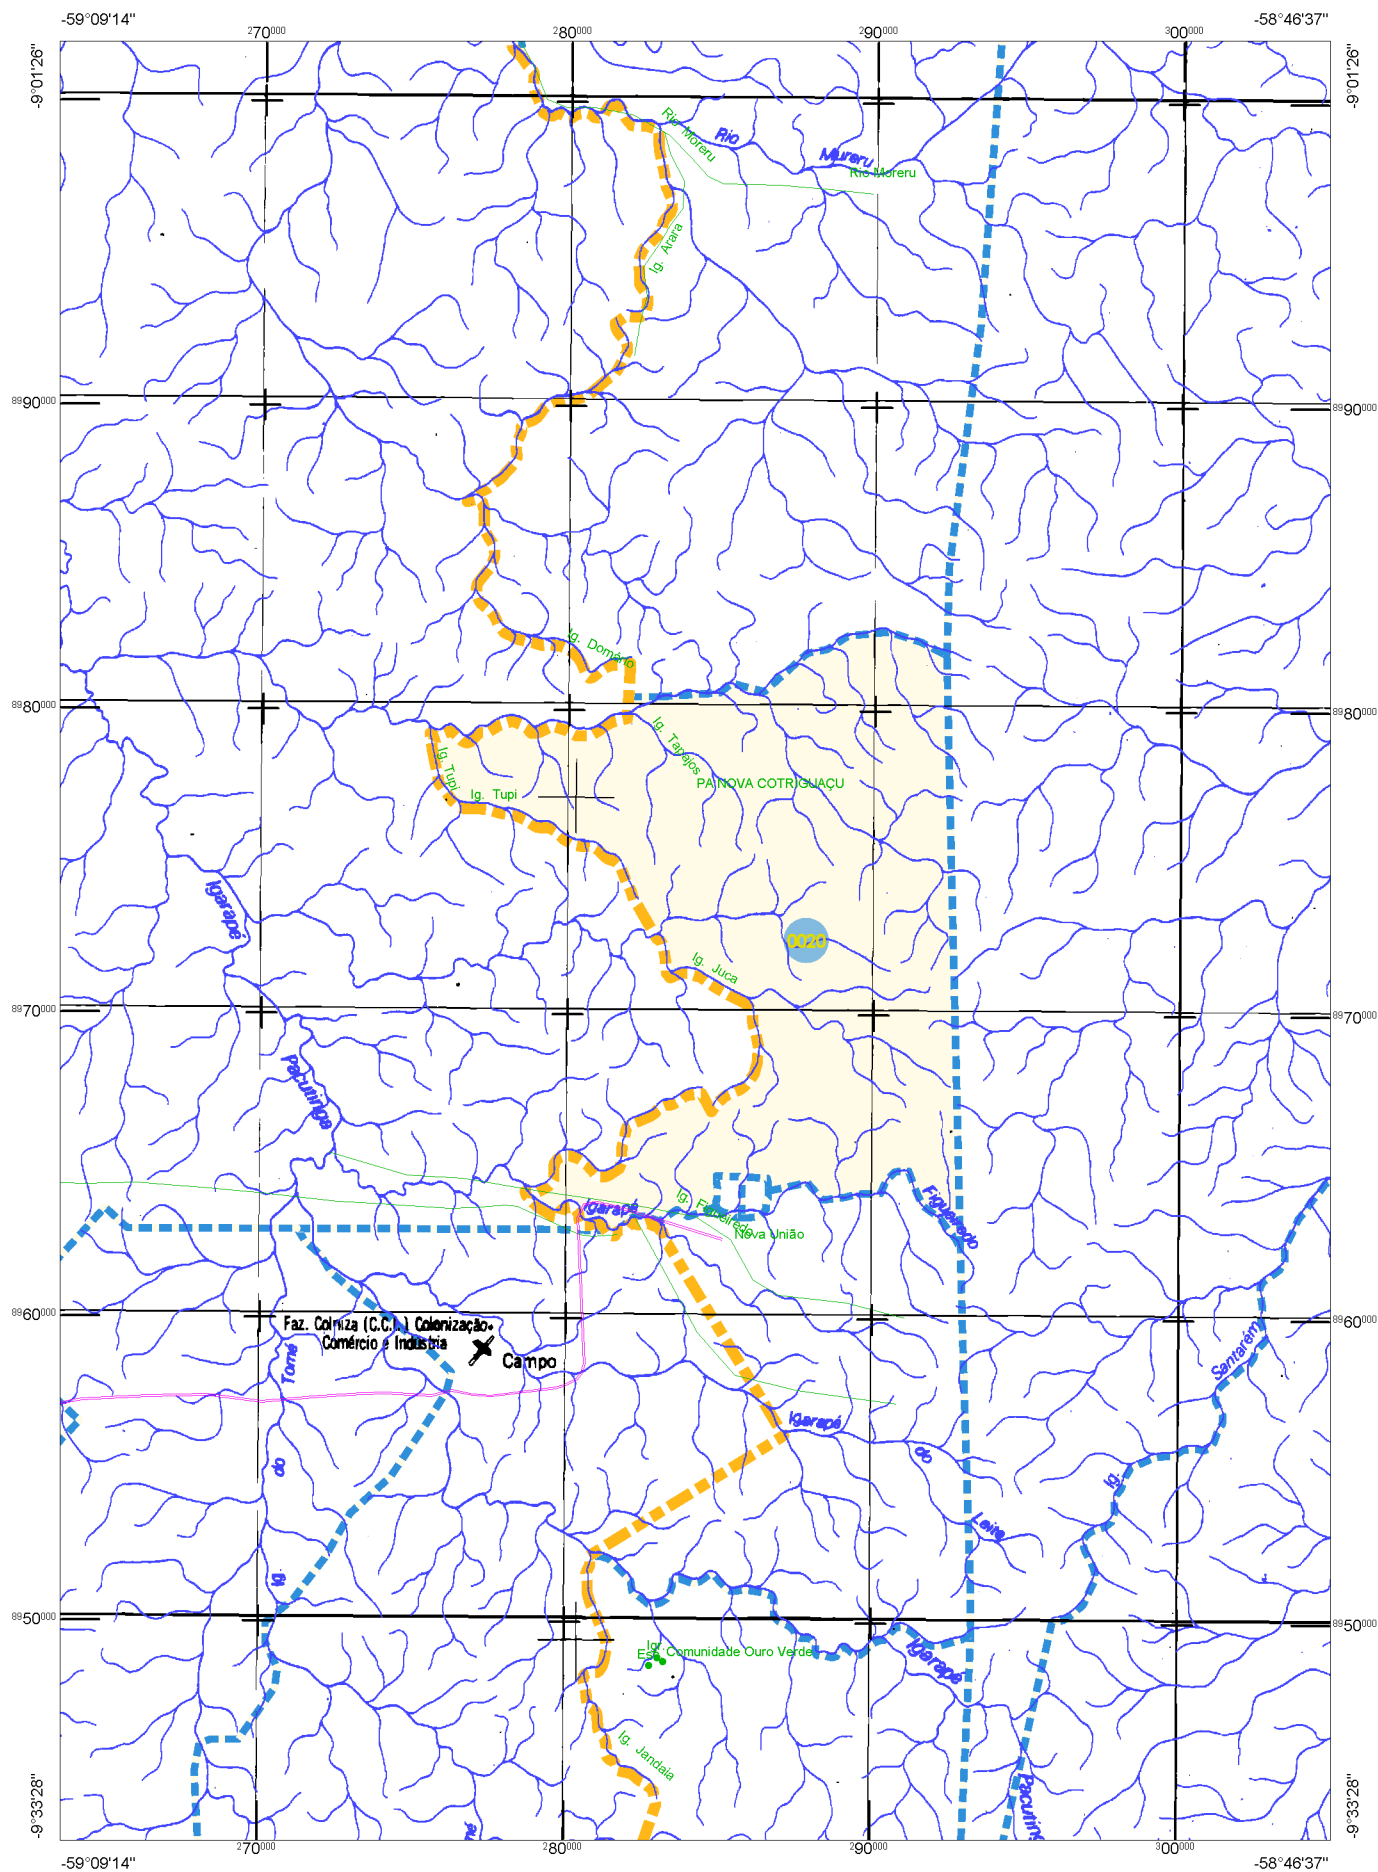 -59°09'14"
-58°46'37"
270000
280000
290000
300000
-9°01'26"
-9°01'26"
Rio Moreru
Rio
Mureru
Rio Moreru
Ig. Arara
8990000
8990000
Ig. Domário
8980000
8980000
Ig. Tupi
Ig. Tapajos
PA NOVA COTRIGUAÇU
Ig. Tupi
Igarapé
0020
Ig. Juca
8970000
8970000
Pacutinga
Ig. Figueiredo
Igarapé
Figueiredo
Nova União
8960000
8960000
Faz. Colniza (C.C.I.) Colonização
Comércio e Indústria
Campo
Tomé
Santarém
Igarapé
do
do
Ig.
Leite
Ig.
8950000
8950000
Igr.
Esc. Comunidade Ouro Verde
Igarapé
Ig. Jandaia
-9°33'28"
-9°33'28"
270000
280000
290000
300000
-59°09'14"
-58°46'37"